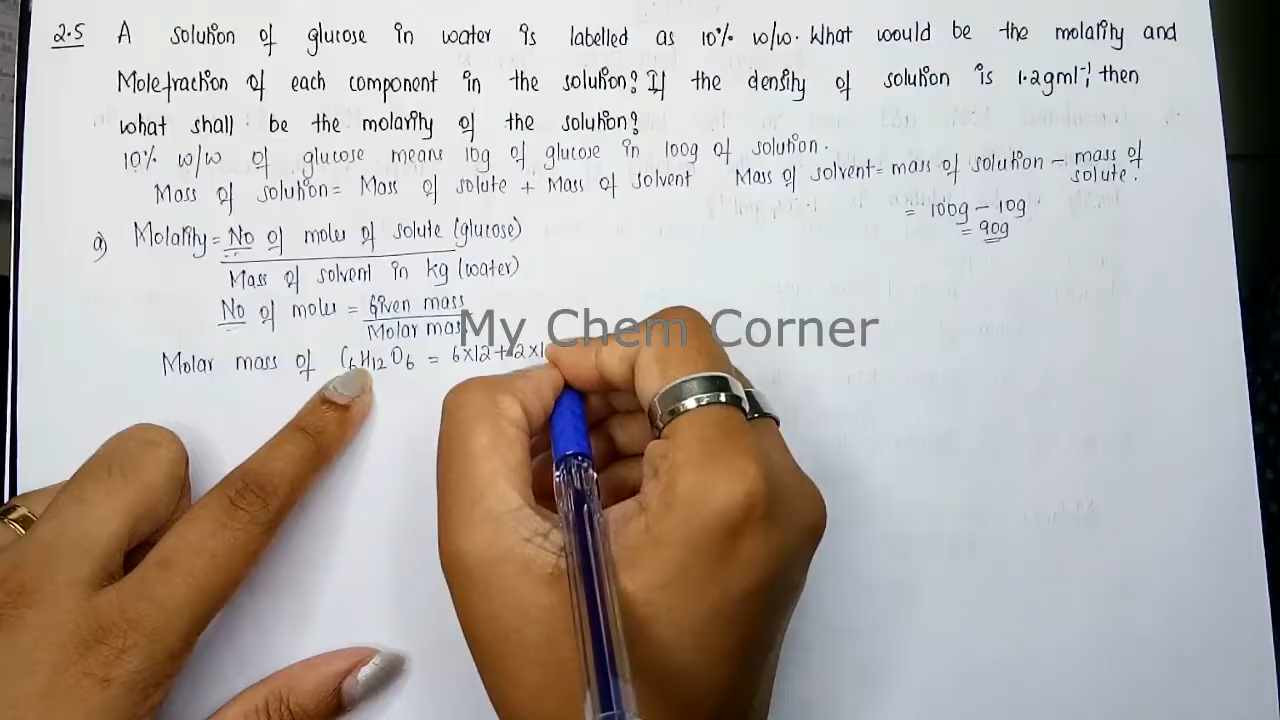 2.5 A solution of glucose in water is labelled as 10% w/w. What would be the molality and
Molefraction of each component in the solution? If the density of solution is 1.2gml⁻¹, then
what shall be the molarity of the solution?
10% w/w of glucose means 10g of glucose in 100g of solution.
Mass of solution = Mass of solute + Mass of solvent
Mass of solvent = mass of solution - mass of solute.
= 100g - 10g
= 90g
a) Molality = No of moles of solute (glucose)
Mass of solvent in kg (water)
No of moles = Given mass
Molar mass
My Chem Corner
Molar mass of C6H12O6 = 6×12+12×1